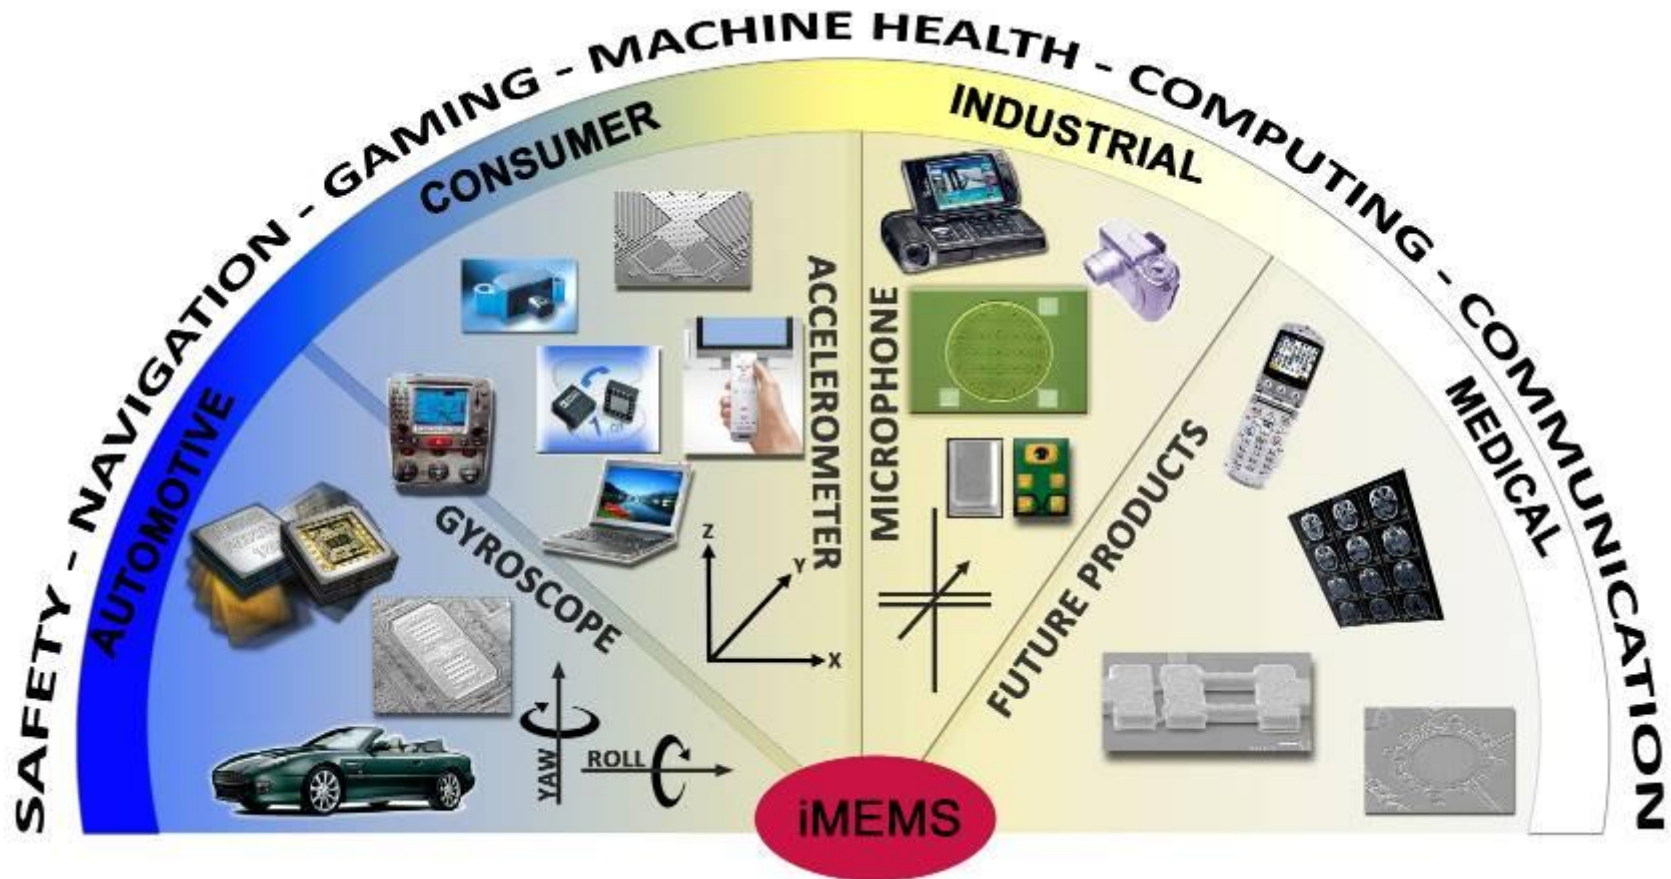 SAFETY - NAVIGATION - GAMING - MACHINE HEALTH - COMPUTING - COMMUNICATION
AUTOMOTIVE
CONSUMER
INDUSTRIAL
MEDICAL
GYROSCOPE
ACCELEROMETER
MICROPHONE
FUTURE PRODUCTS
Z
Y
X
YAW
ROLL
iMEMS